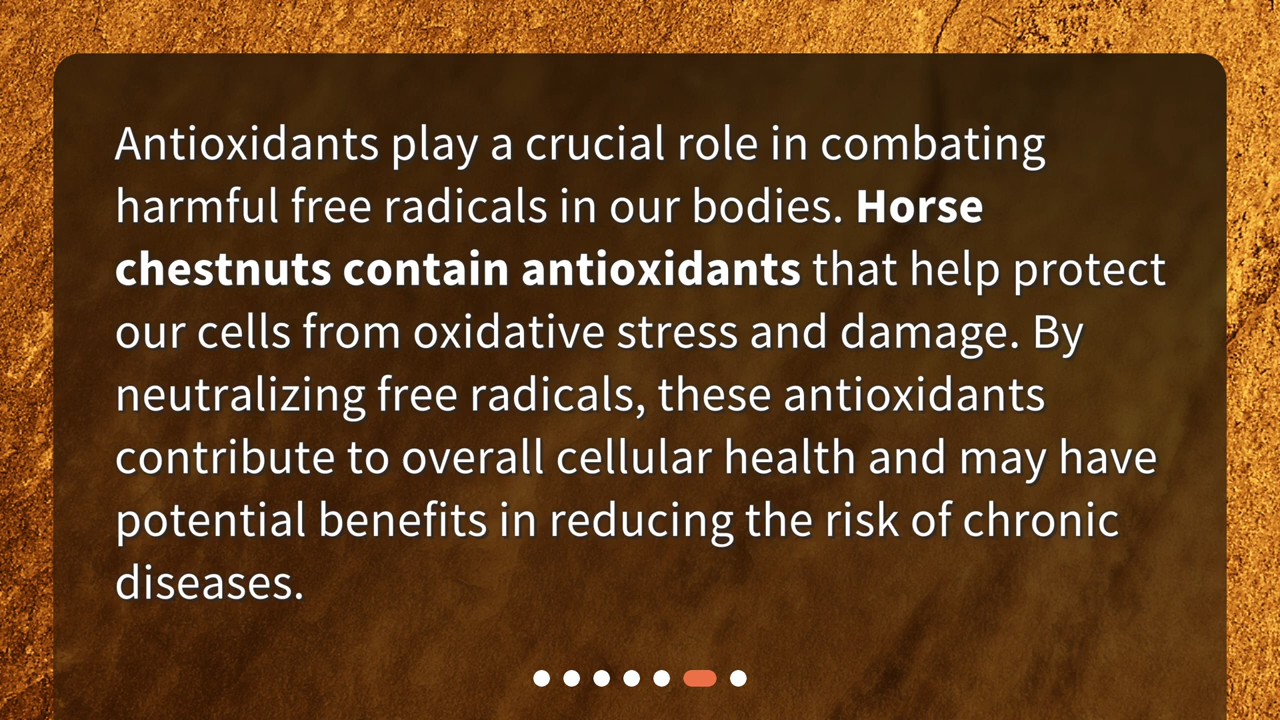 Antioxidants play a crucial role in combating
harmful free radicals in our bodies. Horse
chestnuts contain antioxidants that help protect
our cells from oxidative stress and damage. By
neutralizing free radicals, these antioxidants
contribute to overall cellular health and may have
potential benefits in reducing the risk of chronic
diseases.